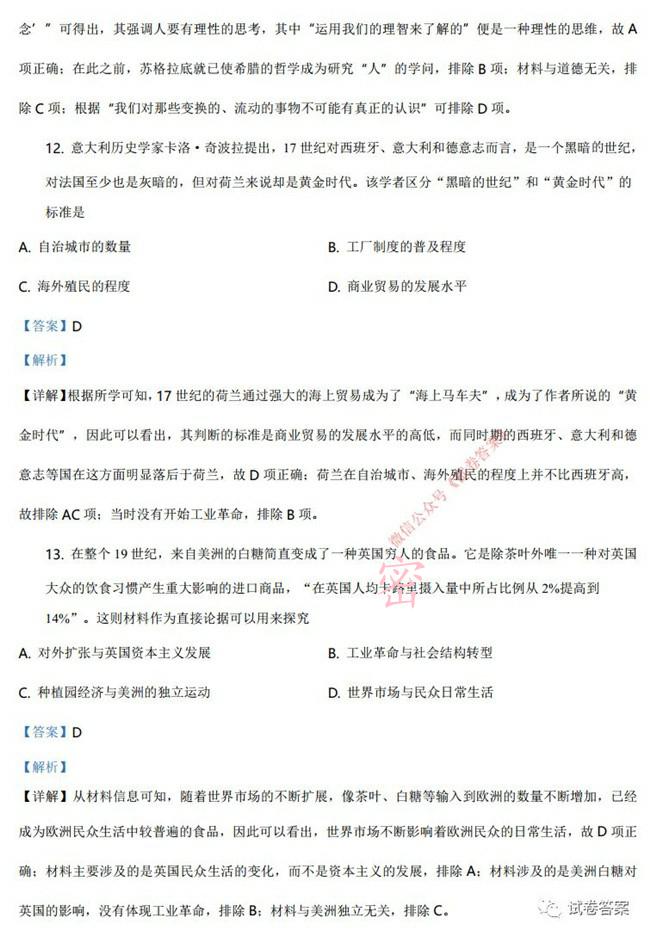 念’”可得出，其强调人要有理性的思考，其中“运用我们的理智来了解的”便是一种理性的思维，故A
项正确；在此之前，苏格拉底就已使希腊的哲学成为研究“人”的学问，排除B项；材料与道德无关，排
除C项；根据“我们对那些变换的、流动的事物不可能有真正的认识”可排除D项。
12. 意大利历史学家卡洛·奇波拉提出，17世纪对西班牙、意大利和德意志而言，是一个黑暗的世纪，
对法国至少也是灰暗的，但对荷兰来说却是黄金时代。该学者区分“黑暗的世纪”和“黄金时代”的
标准是
A. 自治城市的数量 B. 工厂制度的普及程度
C. 海外殖民的程度 D. 商业贸易的发展水平
【答案】D
【解析】
【详解】根据所学可知，17世纪的荷兰通过强大的海上贸易成为了“海上马车夫”，成为了作者所说的“黄
金时代”，因此可以看出，其判断的标准是商业贸易的发展水平的高低，而同时期的西班牙、意大利和德
意志等国在这方面明显落后于荷兰，故D项正确；荷兰在自治城市、海外殖民的程度上并不比西班牙高，
故排除AC项；当时没有开始工业革命，排除B项。
微信公众号《试卷答案》
13. 在整个19世纪，来自美洲的白糖简直变成了一种英国穷人的食品。它是除茶叶外唯一一种对英国
大众的饮食习惯产生重大影响的进口商品，“在英国人均卡路里摄入量中所占比例从2%提高到
14%”。这则材料作为直接论据可以用来探究
密
A. 对外扩张与英国资本主义发展 B. 工业革命与社会结构转型
C. 种植园经济与美洲的独立运动 D. 世界市场与民众日常生活
【答案】D
【解析】
【详解】从材料信息可知，随着世界市场的不断扩展，像茶叶、白糖等输入到欧洲的数量不断增加，已经
成为欧洲民众生活中较普遍的食品，因此可以看出，世界市场不断影响着欧洲民众的日常生活，故D项正
确；材料主要涉及的是英国民众生活的变化，而不是资本主义的发展，排除A；材料涉及的是美洲白糖对
英国的影响，没有体现工业革命，排除B；材料与美洲独立无关，排除C。
试卷答案